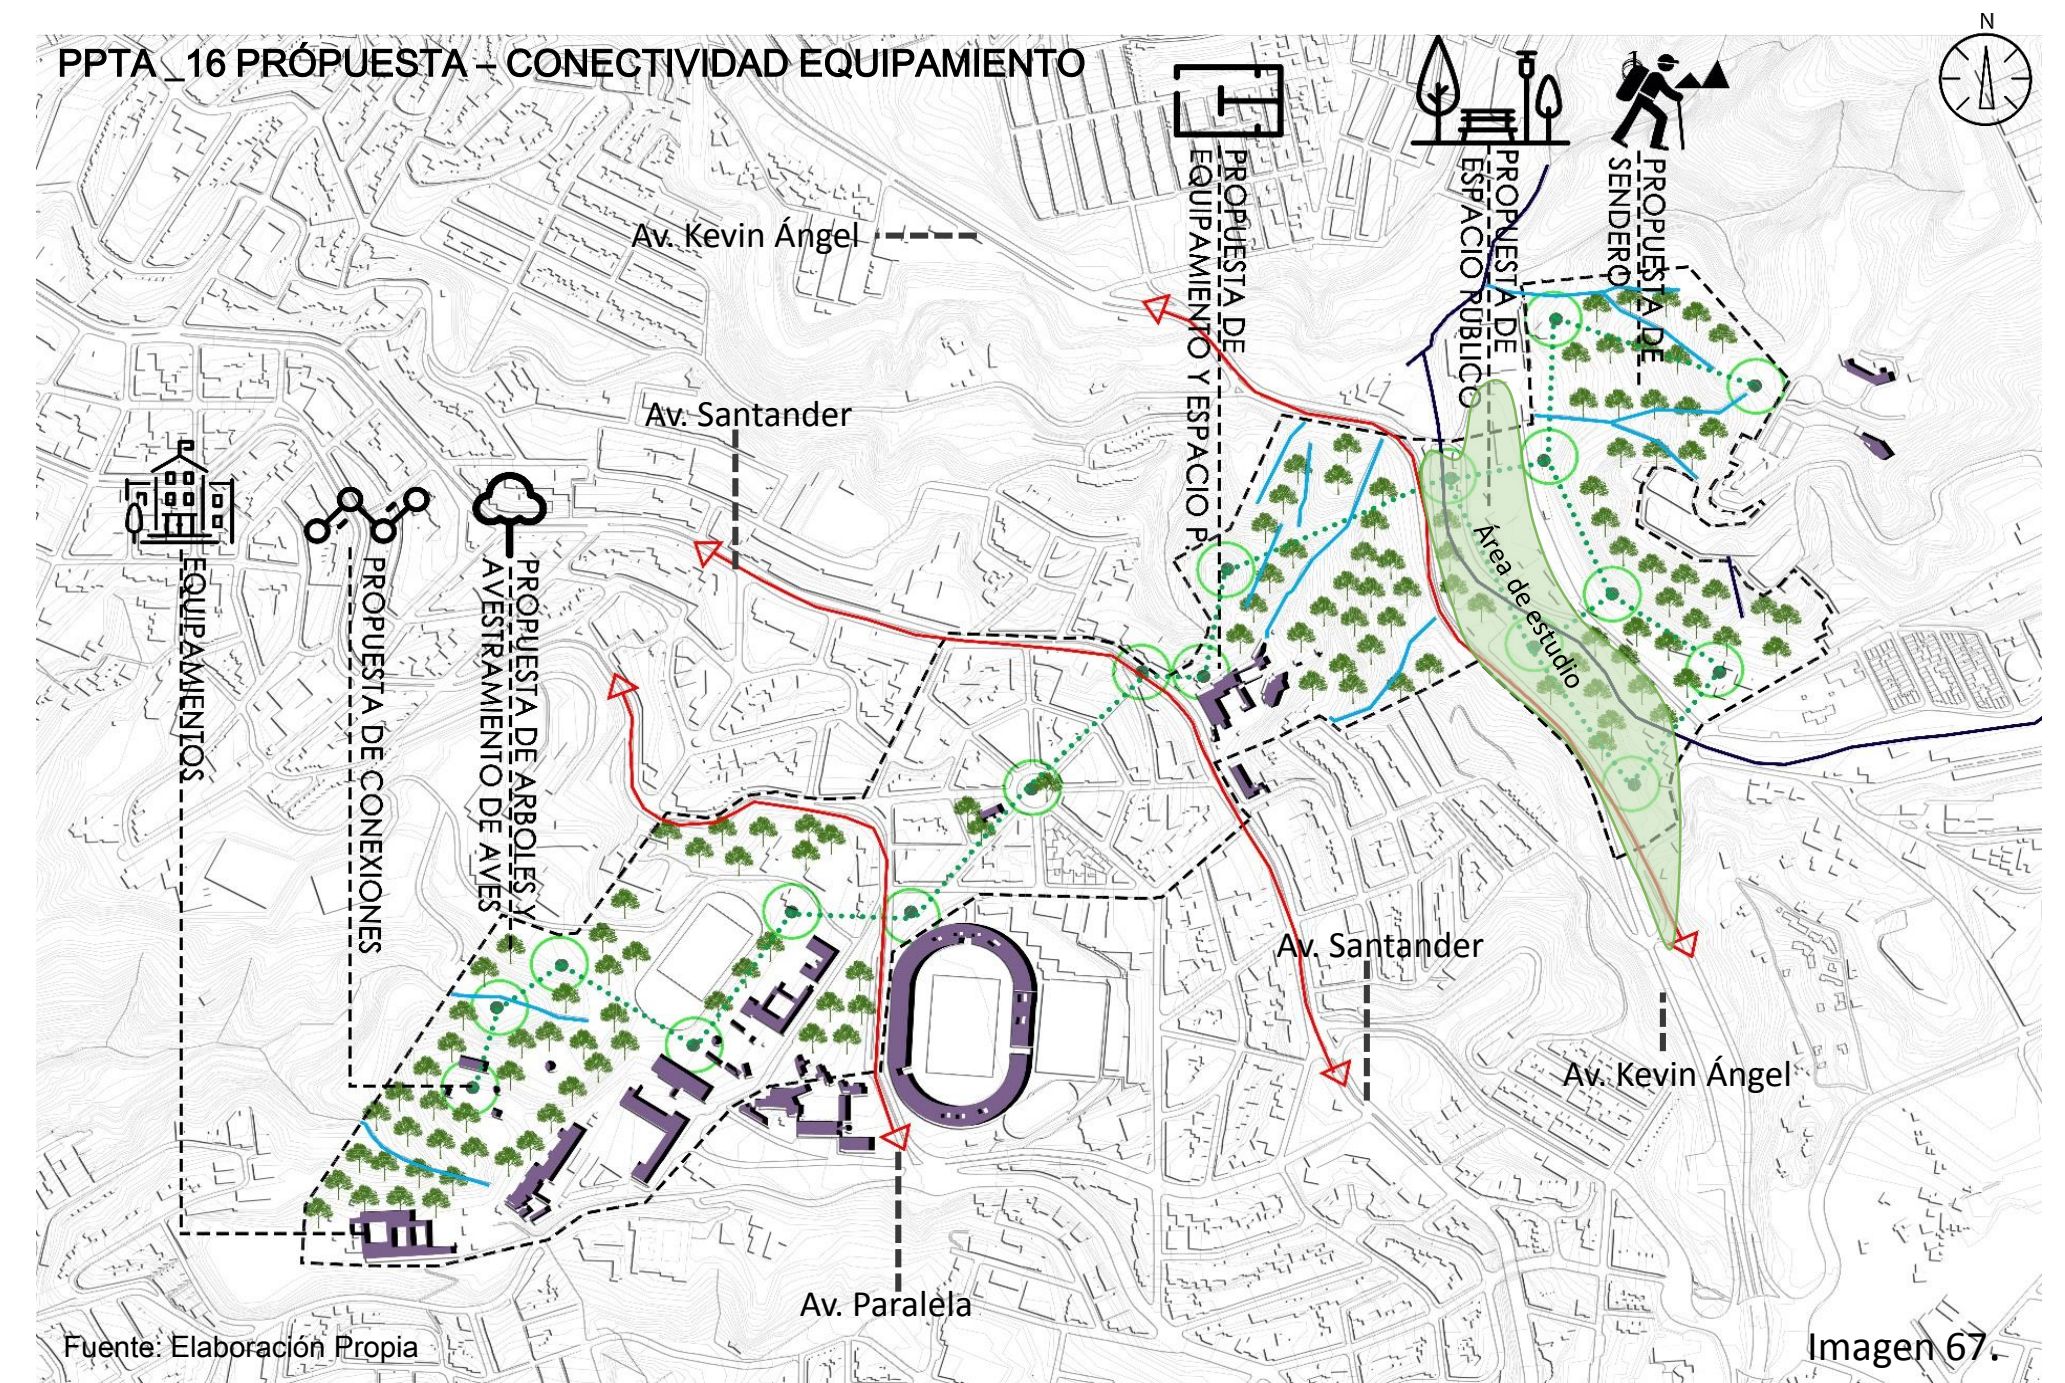 N
PPTA _16 PRÓPUESTA – CONECTIVIDAD EQUIPAMIENTO
PROPUESTA DE
EQUIPAMIENTO Y ESPACIO P
PROPUESTA DE
ESPACIO PUBLICO
PROPUESTA DE
SENDERO
Av. Kevin Ángel
Av. Santander
EQUIPAMIENTOS
PROPUESTA DE CONEXIONES
PROPUESTA DE ARBOLES Y
AVESTRAMIENTO DE AVES
Área de estudio
Av. Santander
Av. Kevin Ángel
Av. Paralela
Fuente: Elaboración Propia
Imagen 67.